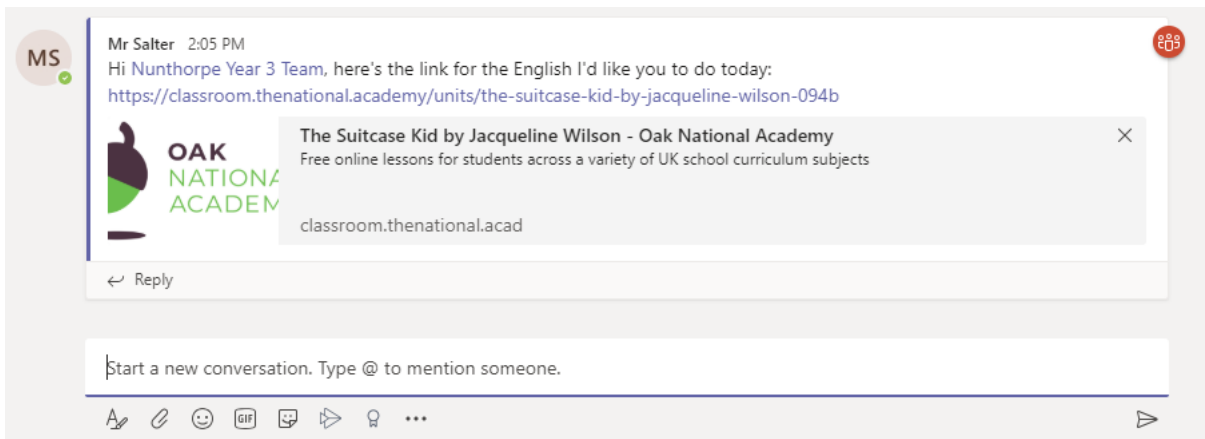 MS
Mr Salter 2:05 PM
Hi Nunthorpe Year 3 Team, here's the link for the English I'd like you to do today:
https://classroom.thenational.academy/units/the-suitcase-kid-by-jacqueline-wilson-094b
OAK
NATIONA
ACADEM
The Suitcase Kid by Jacqueline Wilson - Oak National Academy
Free online lessons for students across a variety of UK school curriculum subjects
classroom.thenational.acad
Reply
Start a new conversation. Type @ to mention someone.
GIF